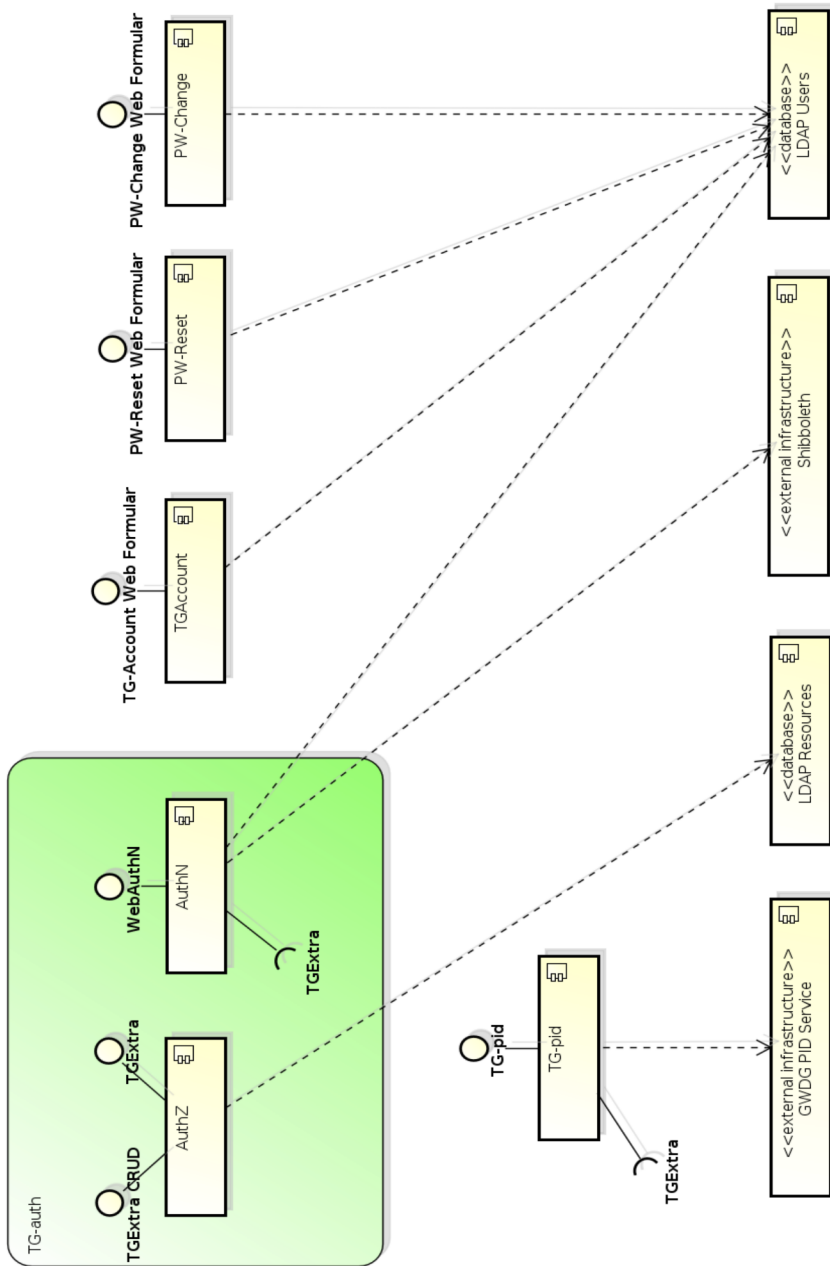 TG-auth
TGExtra CRUD
TGExtra
AuthZ
WebAuthN
AuthN
TGExtra
TG-Account Web Formular
TGAccount
PW-Reset Web Formular
PW-Reset
PW-Change Web Formular
PW-Change
TG-pid
TG-pid
TGExtra
<<external infrastructure>>
GWDG PID Service
<<database>>
LDAP Resources
<<external infrastructure>>
Shibboleth
<<database>>
LDAP Users